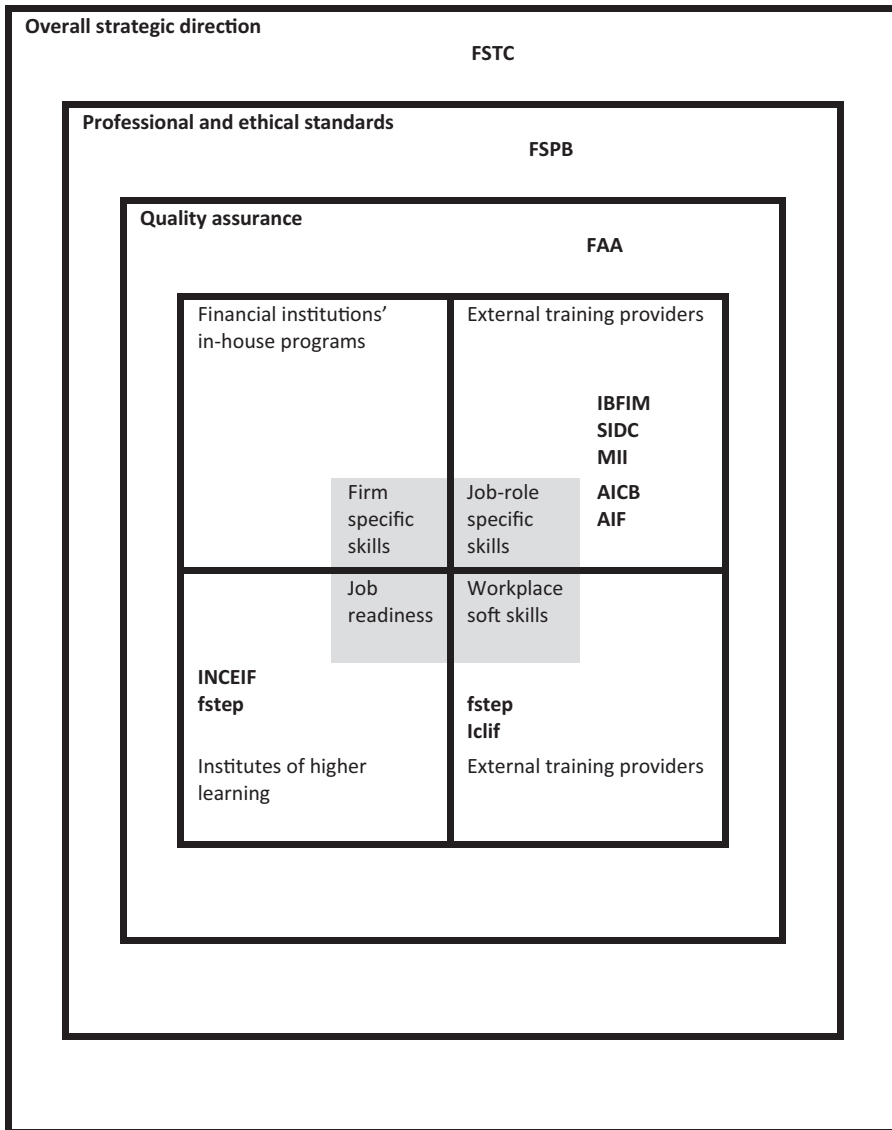 Overall strategic direction
FSTC
Professional and ethical standards
FSPB
Quality assurance
FAA
Financial institutions’
in-house programs
External training providers
IBFIM
SIDC
MII
AICB
AIF
Firm
specific
skills
Job-role
specific
skills
Job
readiness
Workplace
soft skills
INCEIF
fstep
Institutes of higher
learning
fstep
Iclif
External training providers